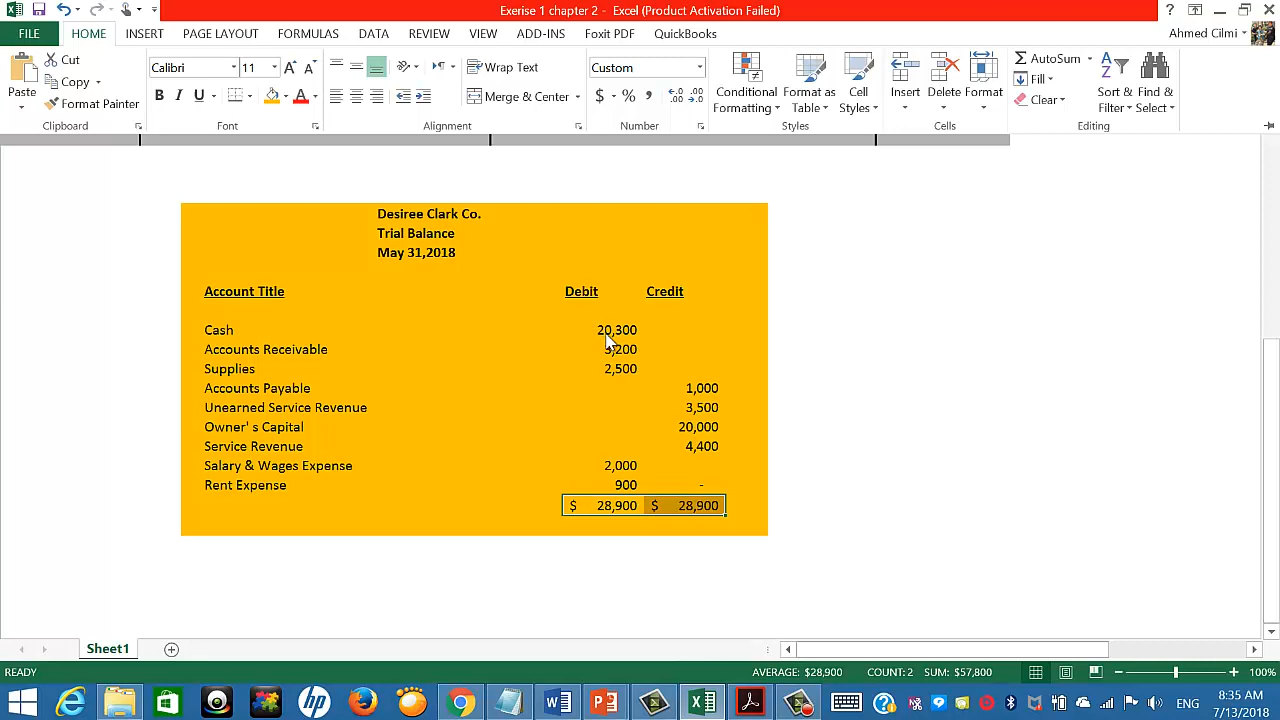 Exerise 1 chapter 2 - Excel (Product Activation Failed)
FILE HOME INSERT PAGE LAYOUT FORMULAS DATA REVIEW VIEW ADD-INS Foxit PDF QuickBooks Ahmed Cilmi
Paste
Cut
Copy
Format Painter
Clipboard
Calibri 11
B I U
Font
Wrap Text
Merge & Center
Alignment
Custom
$ % ,
Number
Conditional Formatting
Format as Table
Cell Styles
Styles
Insert
Delete
Format
Cells
AutoSum
Fill
Clear
Sort & Filter
Find & Select
Editing
Desiree Clark Co.
Trial Balance
May 31,2018
Account Title Debit Credit
Cash 20,300
Accounts Receivable 3,200
Supplies 2,500
Accounts Payable 1,000
Unearned Service Revenue 3,500
Owner' s Capital 20,000
Service Revenue 4,400
Salary & Wages Expense 2,000
Rent Expense 900 -
$ 28,900 $ 28,900
Sheet1
READY AVERAGE: $28,900 COUNT: 2 SUM: $57,800 100%
ENG 8:35 AM
7/13/2018